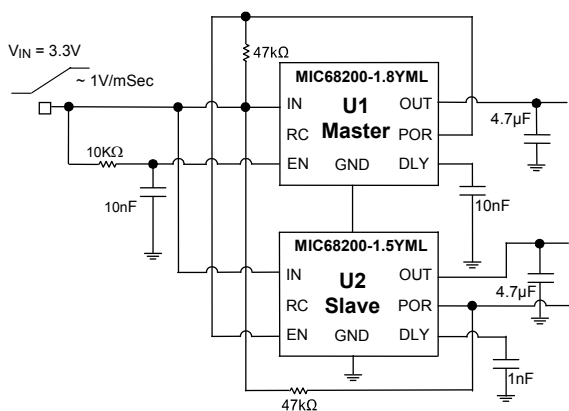 V_IN = 3.3V
~ 1V/mSec
47kΩ
MIC68200-1.8YML
IN
OUT
U1
Master
RC
POR
EN
GND
DLY
4.7µF
10KΩ
10nF
10nF
MIC68200-1.5YML
IN
OUT
U2
Slave
RC
POR
EN
GND
DLY
4.7µF
1nF
47kΩ